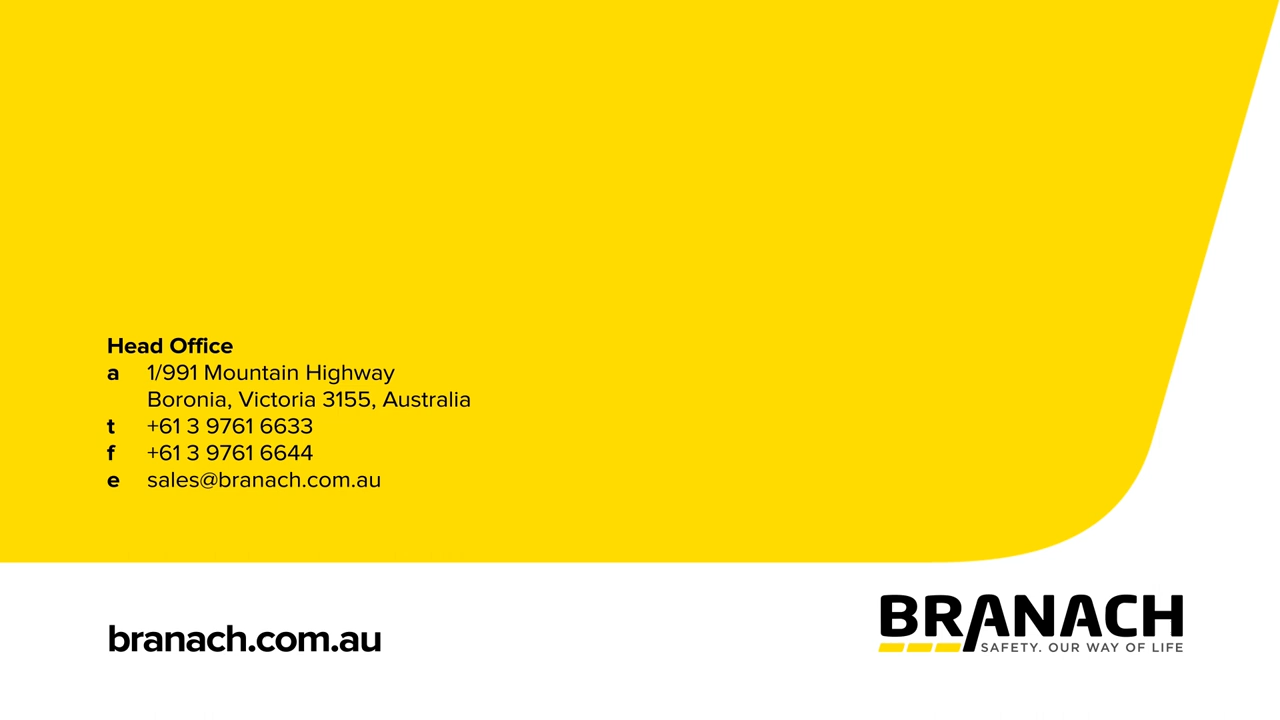 Head Office
a 1/991 Mountain Highway
Boronia, Victoria 3155, Australia
t +61 3 9761 6633
f +61 3 9761 6644
e sales@branach.com.au
branach.com.au
BRANACH
SAFETY. OUR WAY OF LIFE